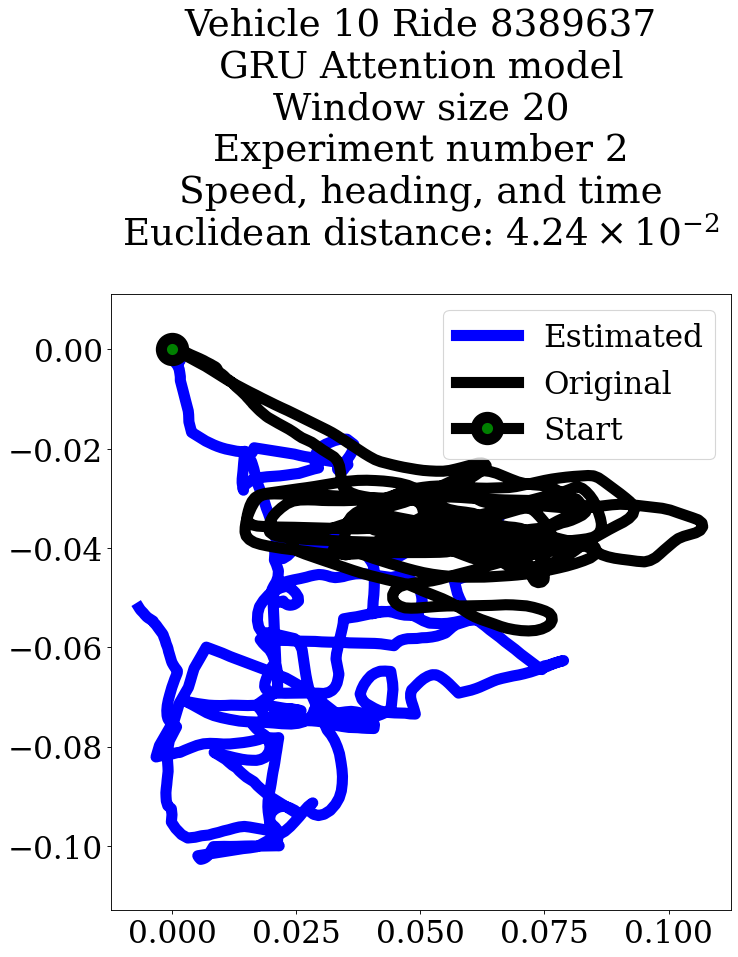 Vehicle 10 Ride 8389637
GRU Attention model
Window size 20
Experiment number 2
Speed, heading, and time
Euclidean distance: 4.24 × 10⁻²
Estimated
Original
Start
0.00
−0.02
−0.04
−0.06
−0.08
−0.10
0.000 0.025 0.050 0.075 0.100